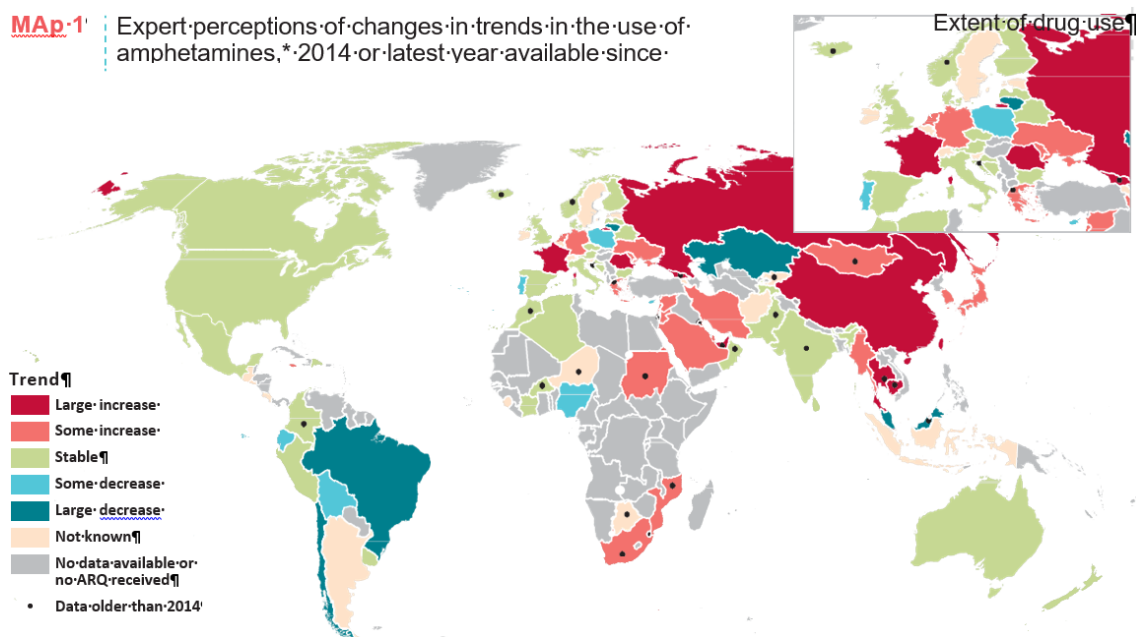 MAp·1
Expert·perceptions·of·changes·in·trends·in·the·use·of·
amphetamines,*·2014·or·latest·year·available·since·
Extent·of·drug·use¶
Trend¶
Large·increase·
Some·increase·
Stable¶
Some·decrease·
Large·decrease·
Not·known¶
No·data·available·or·
no·ARQ·received¶
Data·older·than·2014